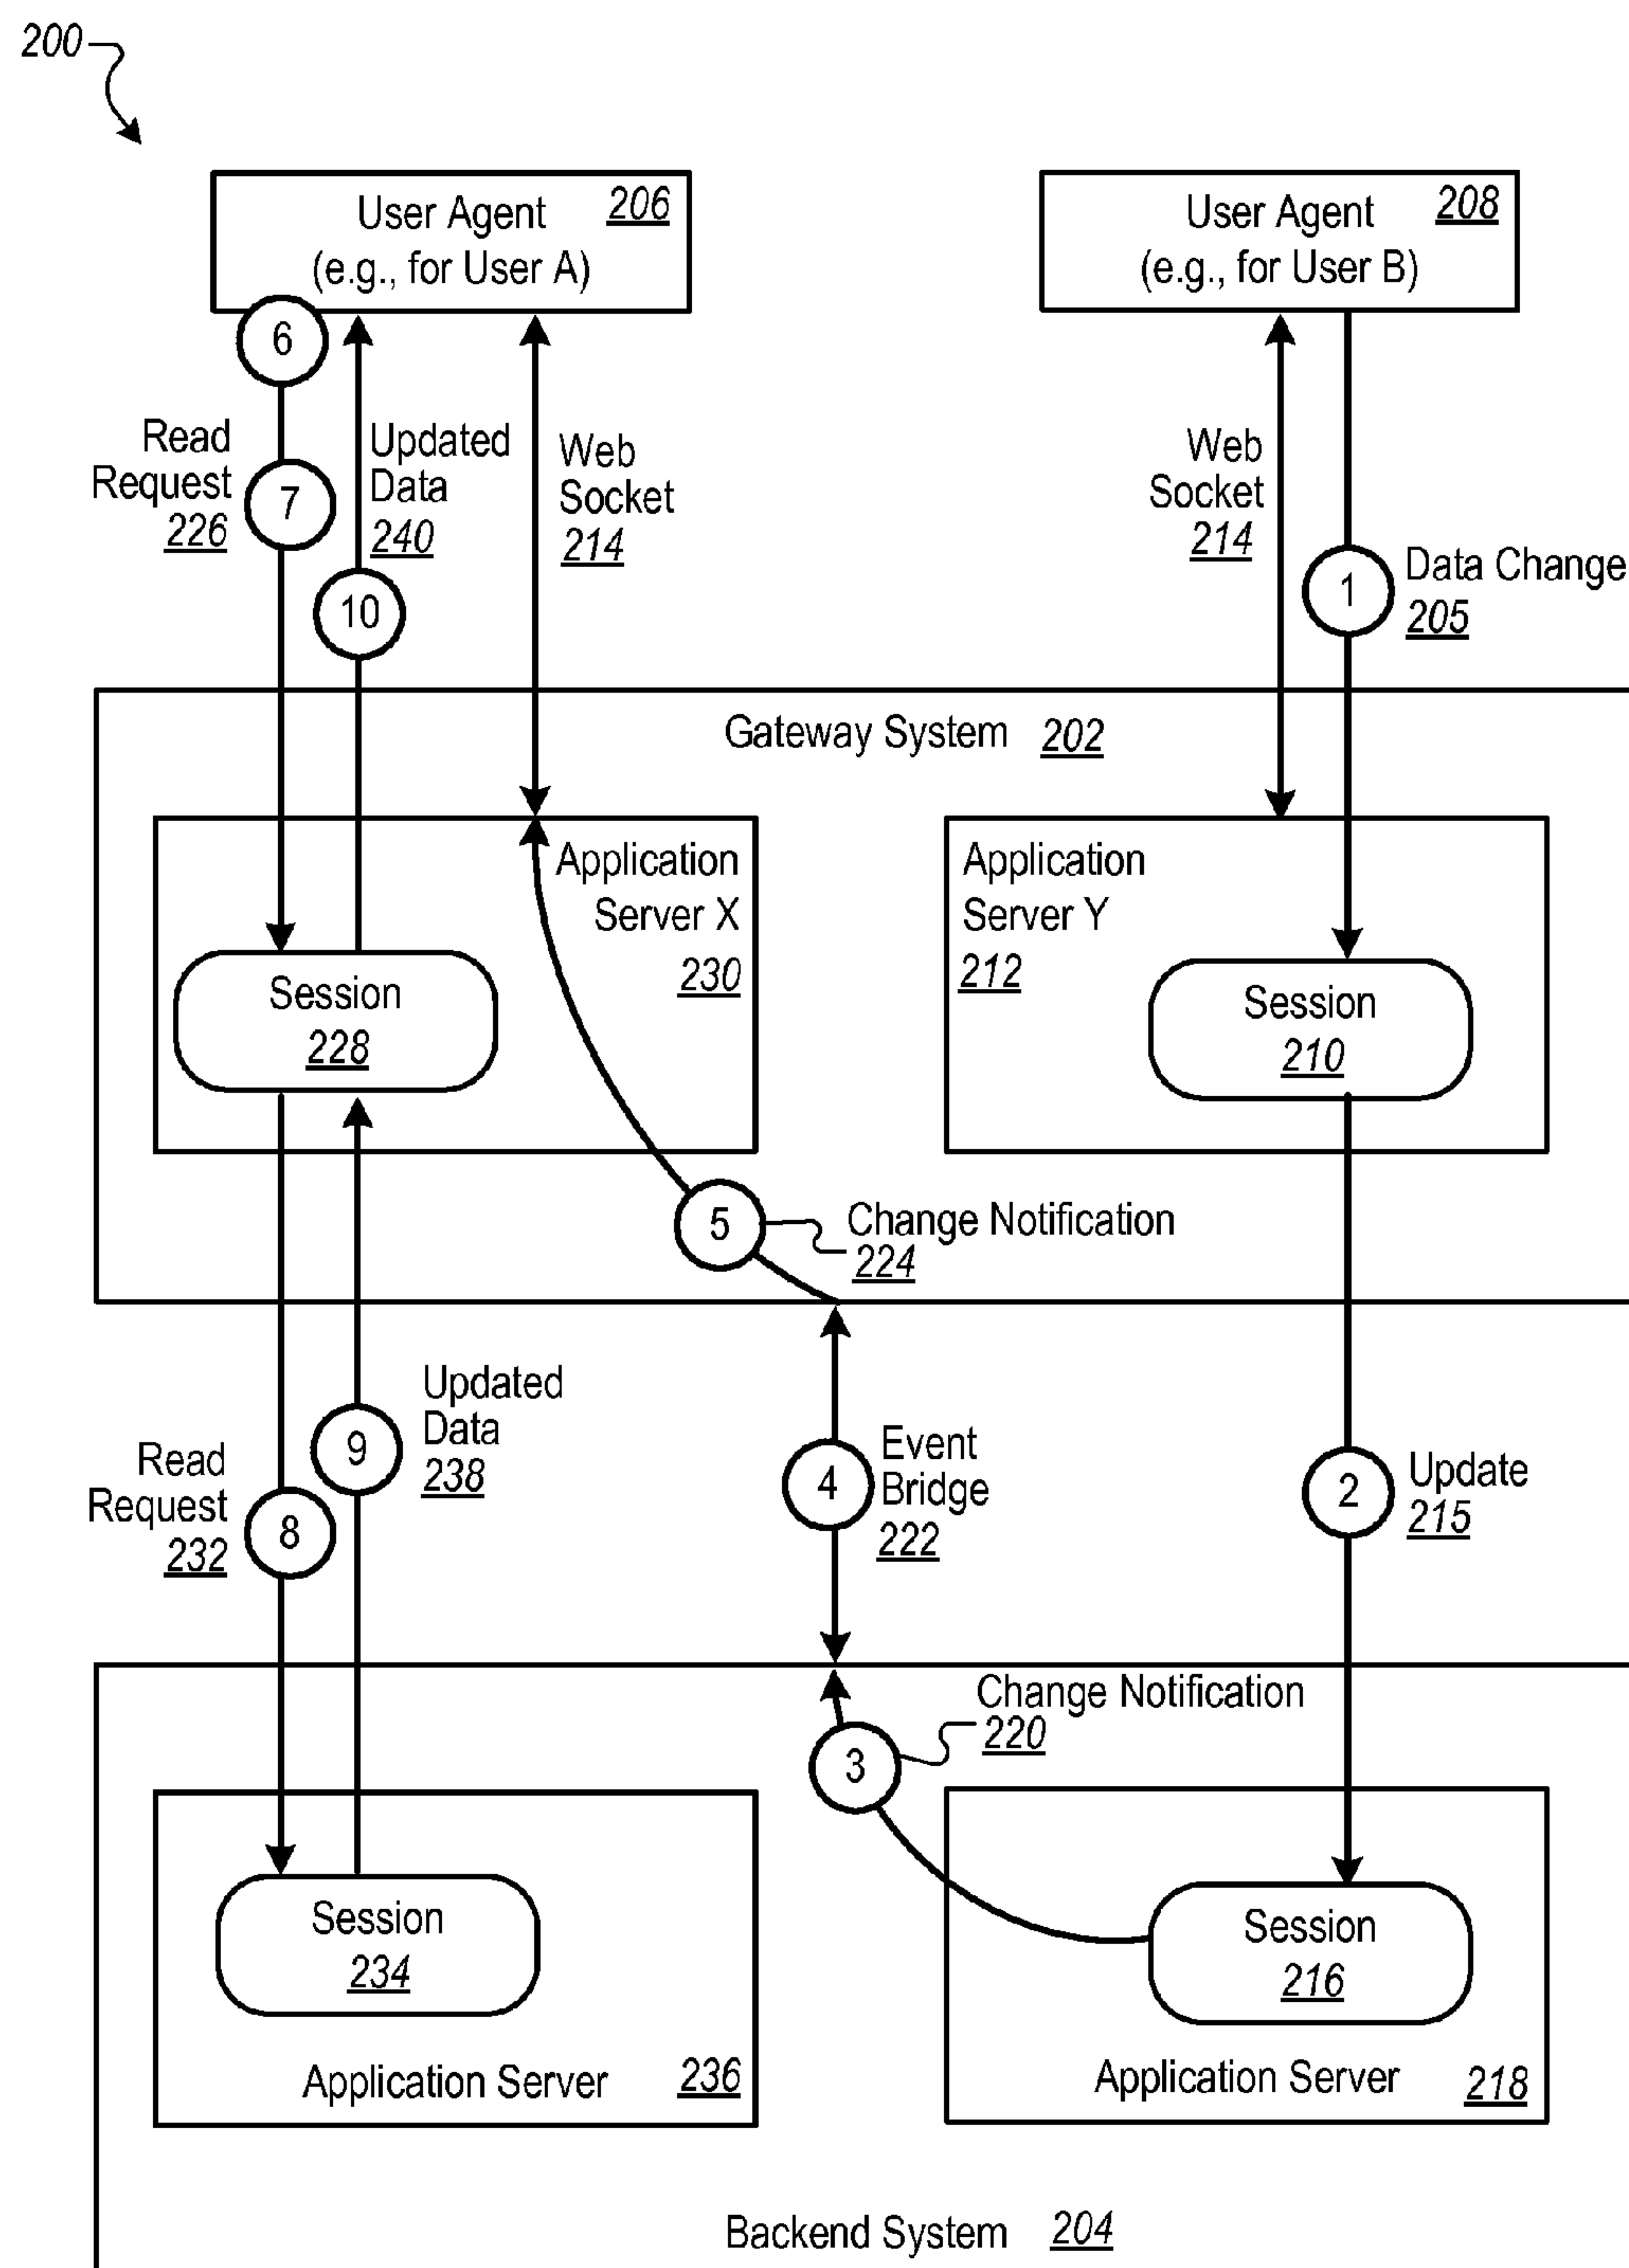 200
User Agent 206
(e.g., for User A)
User Agent 208
(e.g., for User B)
6
Read
Request
226
7
Updated
Data
240
10
Web
Socket
214
Web
Socket
214
1
Data Change
205
Gateway System 202
Application
Server X
230
Application
Server Y
212
Session
228
Session
210
5
Change Notification
224
Read
Request
232
8
9
Updated
Data
238
4
Event
Bridge
222
2
Update
215
Change Notification
220
3
Session
234
Session
216
Application Server 236
Application Server 218
Backend System 204